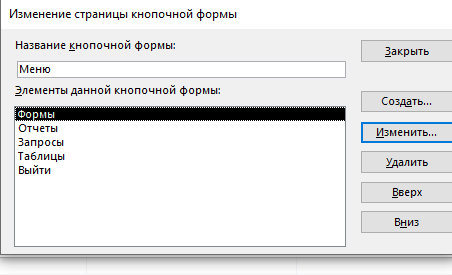 Изменение страницы кнопочной формы
Название кнопочной формы:
Закрыть
Меню
Элементы данной кнопочной формы:
Формы
Отчеты
Запросы
Таблицы
Выйти
Создать...
Изменить...
Удалить
Вверх
Вниз